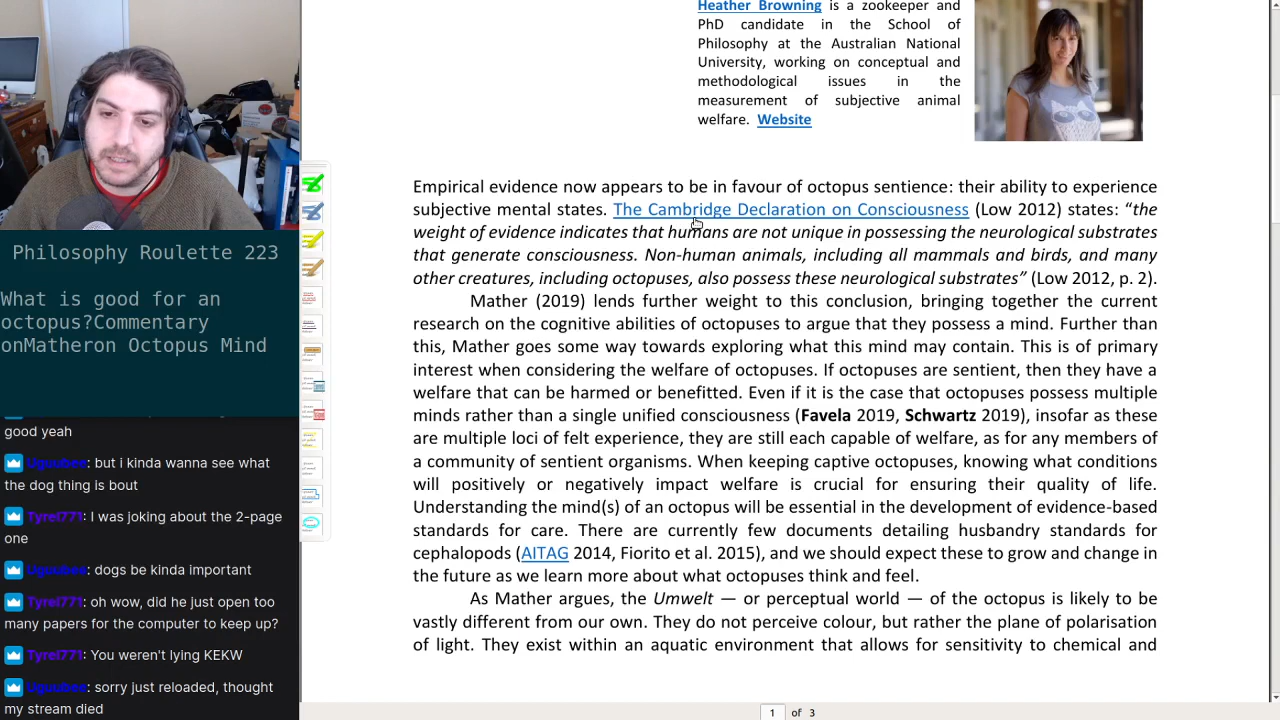 Heather Browning is a zookeeper and
PhD candidate in the School of
Philosophy at the Australian National
University, working on conceptual and
methodological issues in the
measurement of subjective animal
welfare. Website
Empirical evidence now appears to be in favour of octopus sentience: their ability to experience
subjective mental states. The Cambridge Declaration on Consciousness (Low 2012) states: “the
weight of evidence indicates that humans are not unique in possessing the neurological substrates
that generate consciousness. Non-human animals, including all mammals and birds, and many
other creatures, including octopuses, also possess these neurological substrates” (Low 2012, p. 2).
Mather (2019) lends further weight to this conclusion, bringing together the current
research on the cognitive abilities of octopuses to argue that they possess a mind. Further than
this, Mather goes some way towards exploring what this mind may contain. This is of primary
interest when considering the welfare of octopuses. If octopuses are sentient, then they have a
welfare that can be harmed or benefitted. Even if it is the case that octopuses possess multiple
minds rather than a single unified consciousness (Fa 2019, Schwartz 2019), insofar as these
are multiple loci of sentient experience, they are still each capable of welfare, like any members of
a community of sentient organisms. When keeping captive octopuses, knowing what conditions
will positively or negatively impact welfare is crucial for ensuring their quality of life.
Understanding the mind(s) of an octopus will be essential in the development of evidence-based
standards for care. There are currently few documents detailing husbandry standards for
cephalopods (AITAG 2014, Fiorito et al. 2015), and we should expect these to grow and change in
the future as we learn more about what octopuses think and feel.
As Mather argues, the Umwelt — or perceptual world — of the octopus is likely to be
vastly different from our own. They do not perceive colour, but rather the plane of polarisation
of light. They exist within an aquatic environment that allows for sensitivity to chemical and
1 of 3
Philosophy Roulette 223
What is good for an
octopus?Commentary
onMatheron Octopus Mind
good yeah
Uguubee: but i kinda wanna see what
the dog thing is bout
Tyrel771: I was joking about the 2-page
one
Uguubee: dogs be kinda important
Tyrel771: oh wow, did he just open too
many papers for the computer to keep up?
Tyrel771: You weren't lying KEKW
Uguubee: sorry just reloaded, thought
my stream died